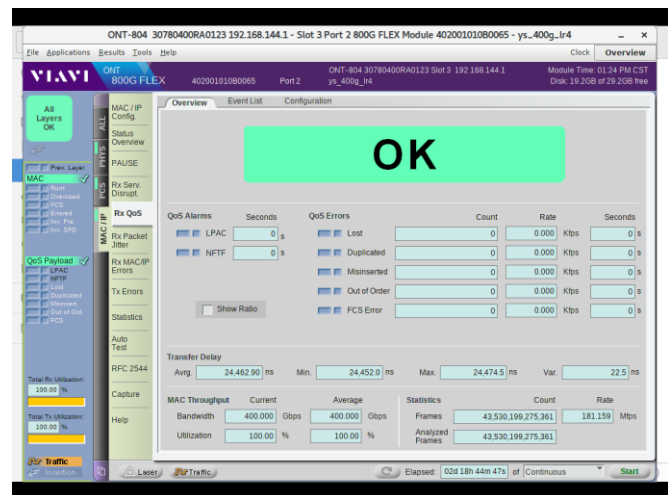 ONT-804 30780400RA0123 192.168.144.1 - Slot 3 Port 2 800G FLEX Module 402001010B0065 - ys_400g_lr4
File Applications Results Tools Help Clock Overview
VIAVI ONT 800G FLEX 402001010B0065 Port 2 ONT-804 30780400RA0123 Slot 3 192.168.144.1 ys_400g_lr4 Module Time: 01:24 PM CST Disk: 19.2GB of 29.2GB free
All Layers OK
Prev. Layer
MAC
Runt
Oversized
FCS
Errored
Inv. Pre.
Inv. SFD
QoS Payload
LPAC
NFTF
Lost
Duplicated
Misinsert.
Out of Ord.
FCS
Total Rx Utilization:
100.00 %
Total Tx Utilization:
100.00 %
Traffic
Insertion
ALL
PHYS
PCS
MAC / IP
MAC / IP Config.
Status Overview
PAUSE
Rx Serv. Disrupt.
Rx QoS
Rx Packet Jitter
Rx MAC/IP Errors
Tx Errors
Statistics
Auto Test
RFC 2544
Capture
Help
Overview Event List Configuration
OK
QoS Alarms Seconds QoS Errors Count Rate Seconds
LPAC 0 s Lost 0 0.000 Kfps 0 s
NFTF 0 s Duplicated 0 0.000 Kfps 0 s
Misinserted 0 0.000 Kfps 0 s
Out of Order 0 0.000 Kfps 0 s
Show Ratio FCS Error 0 0.000 Kfps 0 s
Transfer Delay
Avrg. 24,462.90 ns Min. 24,452.0 ns Max. 24,474.5 ns Var. 22.5 ns
MAC Throughput Current Average Statistics Count Rate
Bandwidth 400.000 Gbps 400.000 Gbps Frames 43,530,199,275,361 181.159 Mfps
Utilization 100.00 % 100.00 % Analyzed Frames 43,530,199,275,361
Laser Traffic Elapsed: 02d 18h 44m 47s of Continuous Start